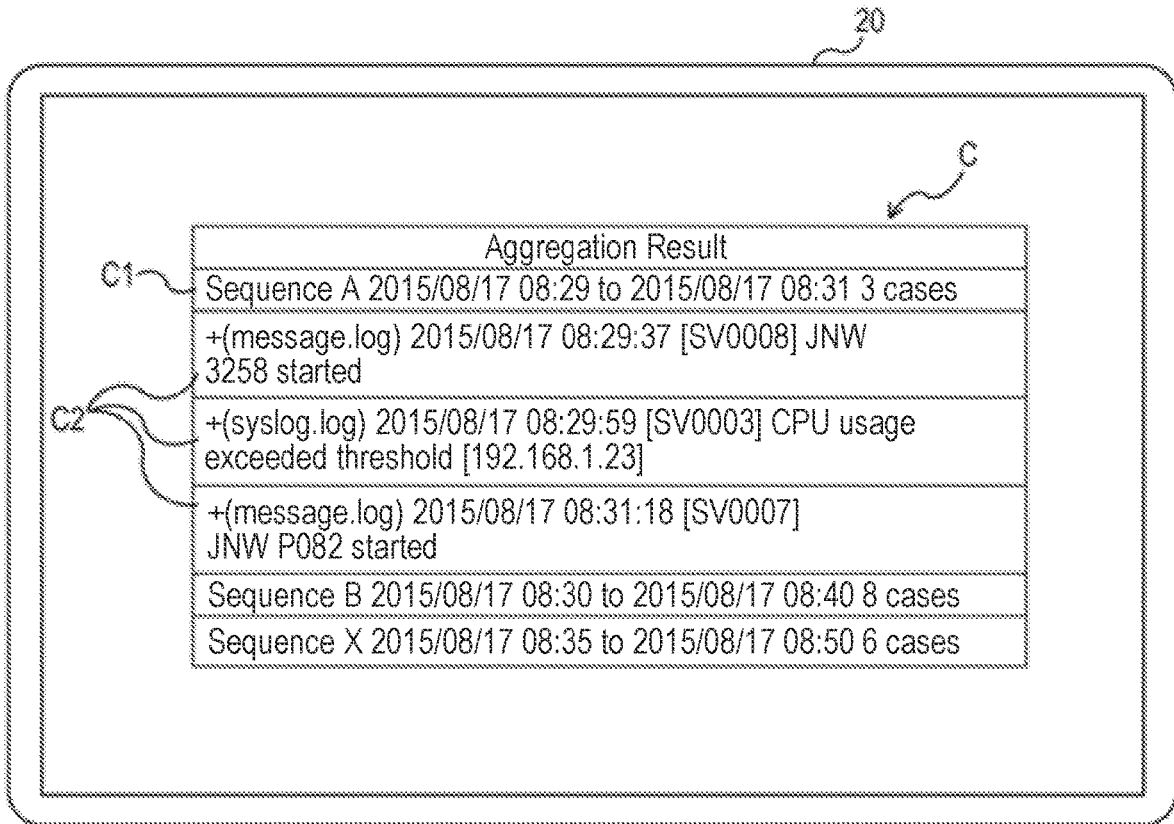 20
C
Aggregation Result
C1
Sequence A 2015/08/17 08:29 to 2015/08/17 08:31 3 cases
+(message.log) 2015/08/17 08:29:37 [SV0008] JNW
3258 started
C2
+(syslog.log) 2015/08/17 08:29:59 [SV0003] CPU usage
exceeded threshold [192.168.1.23]
+(message.log) 2015/08/17 08:31:18 [SV0007]
JNW P082 started
Sequence B 2015/08/17 08:30 to 2015/08/17 08:40 8 cases
Sequence X 2015/08/17 08:35 to 2015/08/17 08:50 6 cases